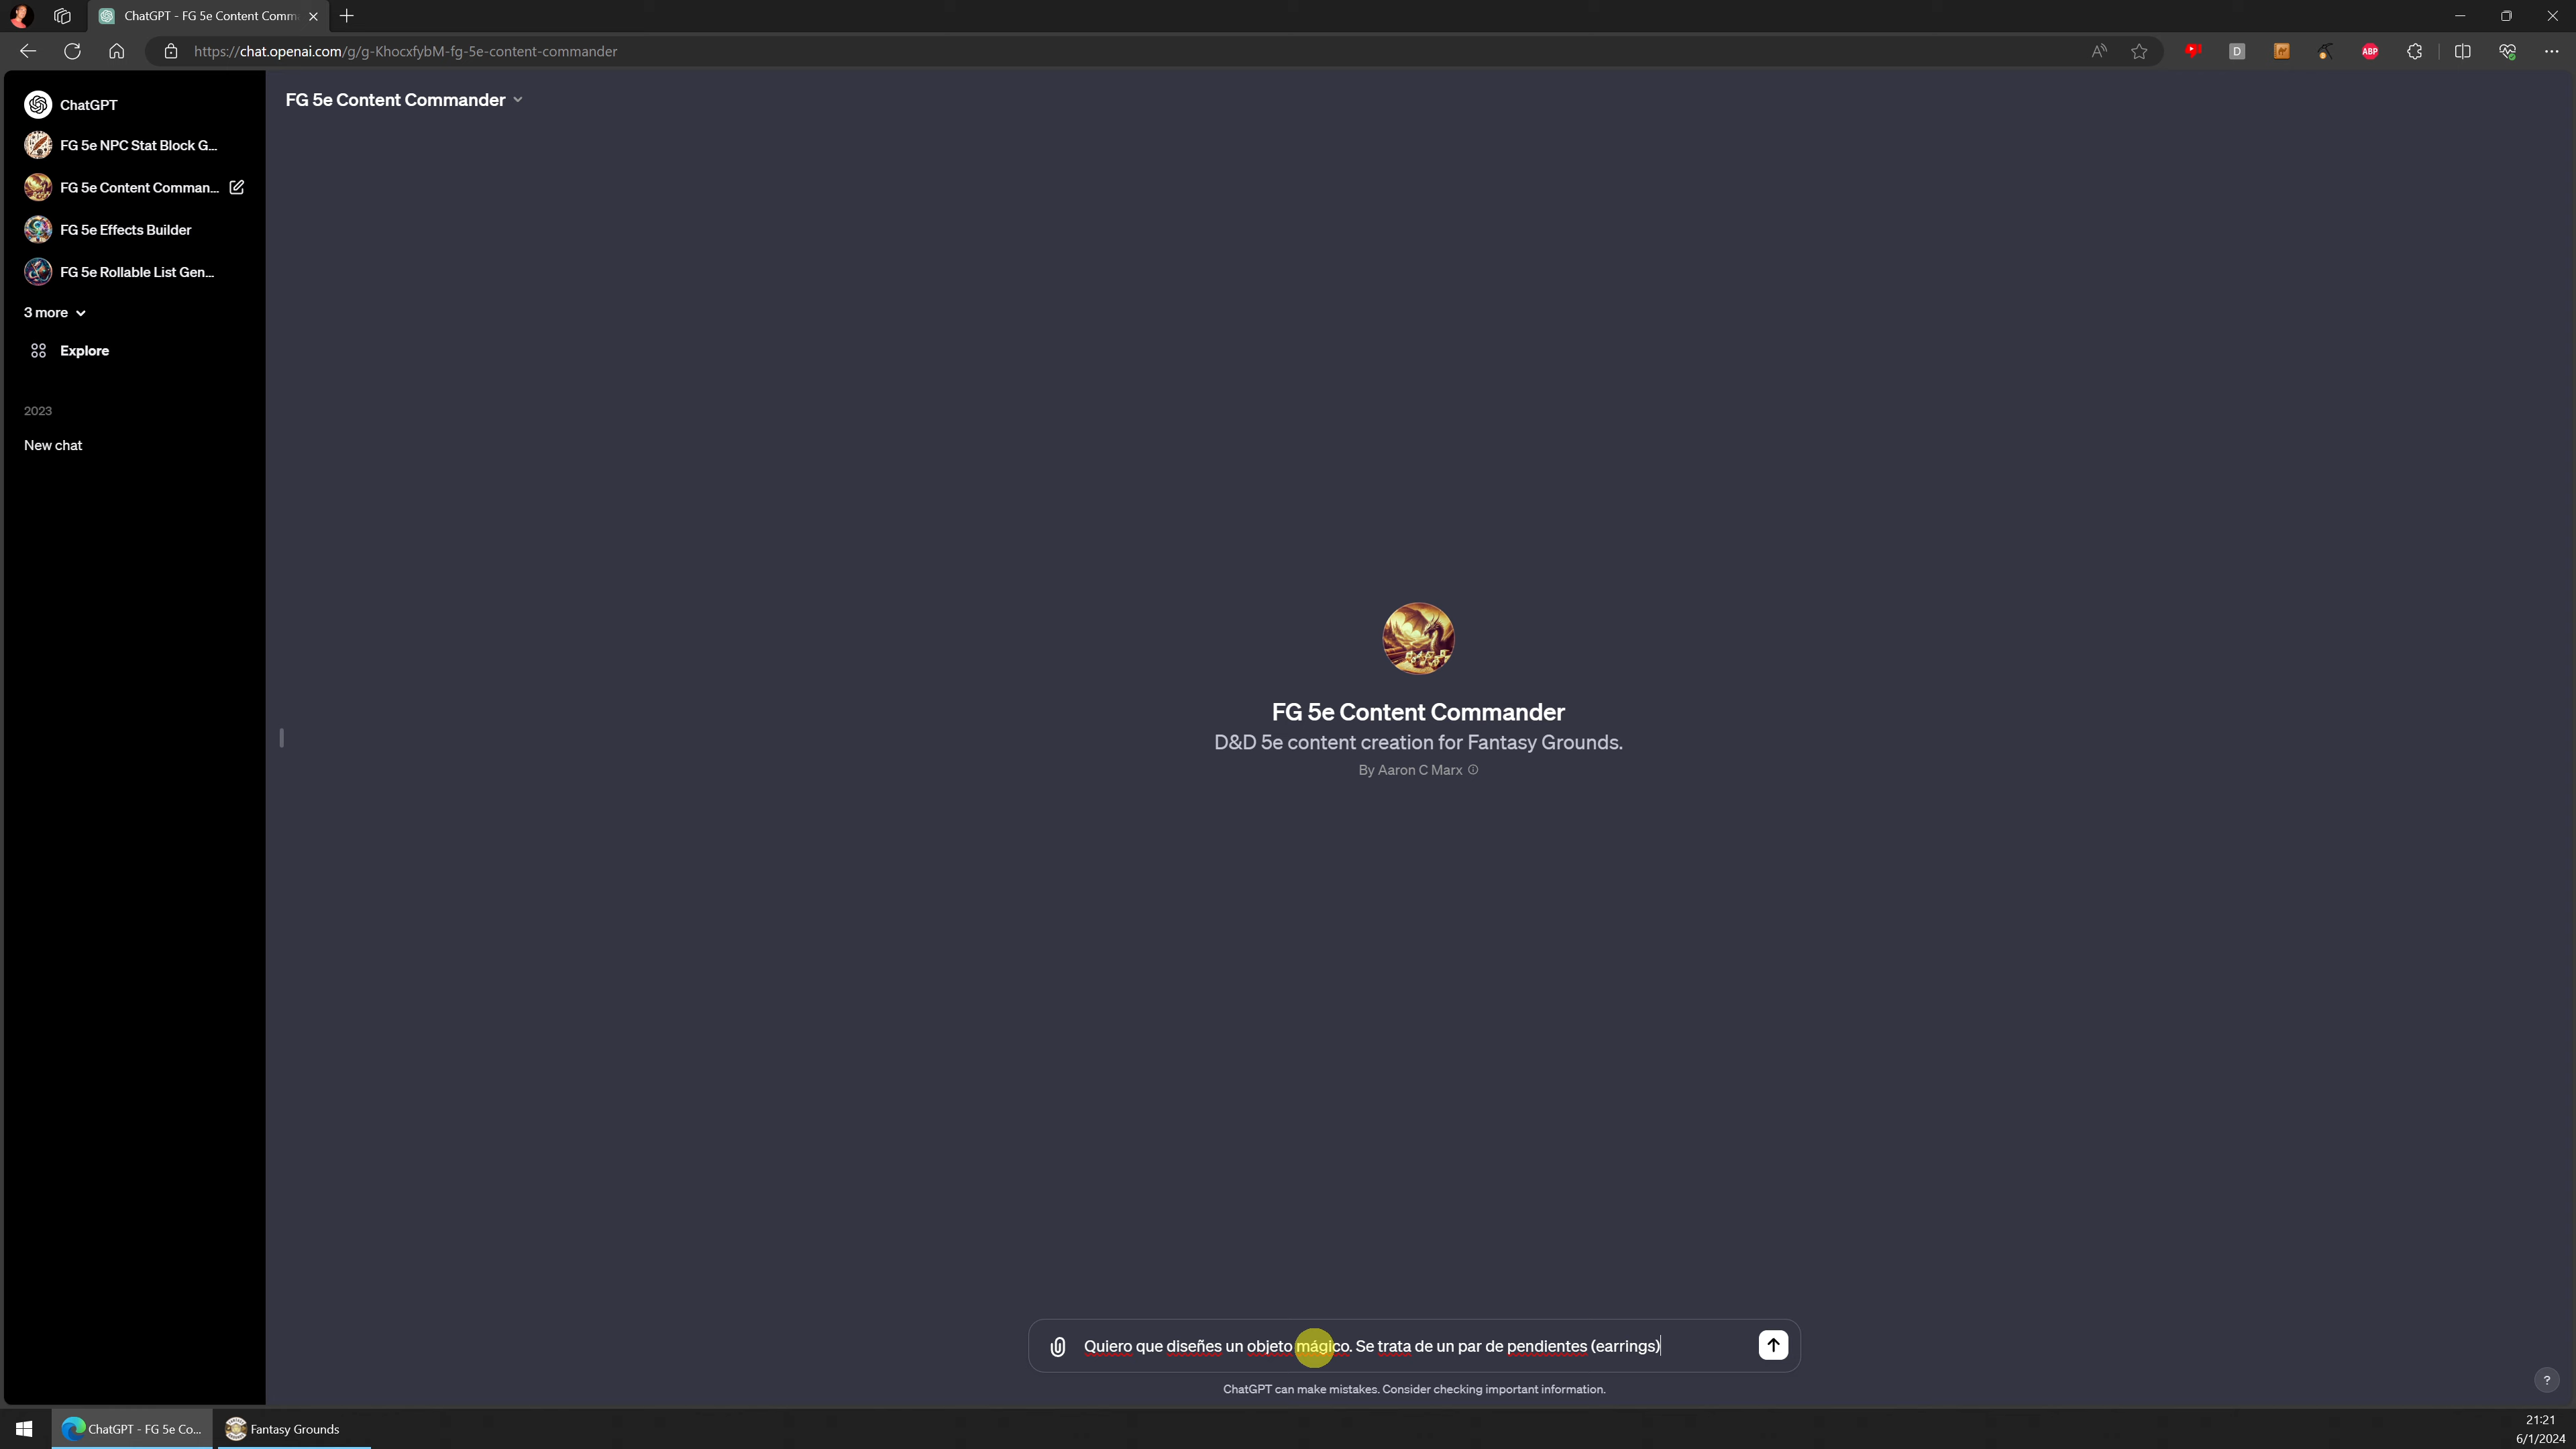 ChatGPT - FG 5e Content Comm
https://chat.openai.com/g/g-KhocxfybM-fg-5e-content-commander
D
ABP
ChatGPT
FG 5e NPC Stat Block G...
FG 5e Content Comman...
FG 5e Effects Builder
FG 5e Rollable List Gen...
3 more
Explore
2023
New chat
FG 5e Content Commander
FG 5e Content Commander
D&D 5e content creation for Fantasy Grounds.
By Aaron C Marx
Quiero que diseñes un objeto mágico. Se trata de un par de pendientes (earrings)
ChatGPT can make mistakes. Consider checking important information.
?
ChatGPT - FG 5e Co...
Fantasy Grounds
21:21
6/1/2024